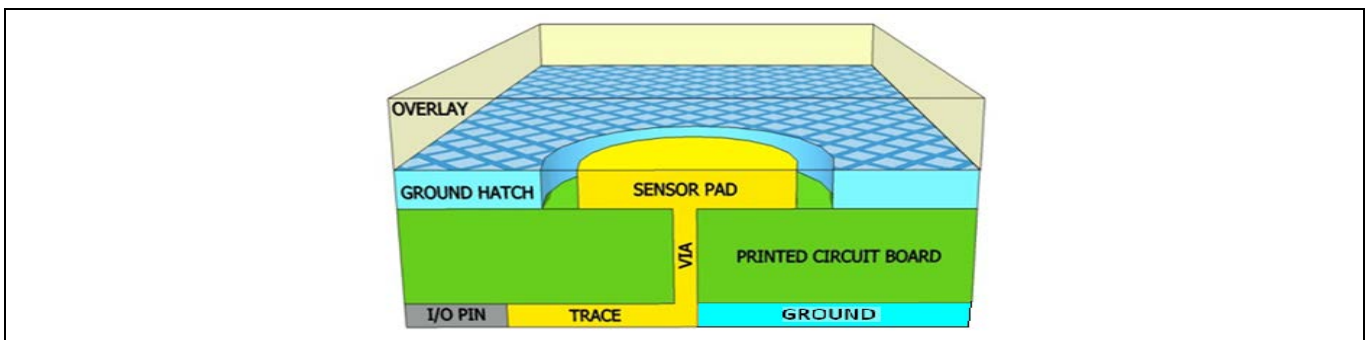 OVERLAY
GROUND HATCH
SENSOR PAD
VIA
PRINTED CIRCUIT BOARD
I/O PIN
TRACE
GROUND